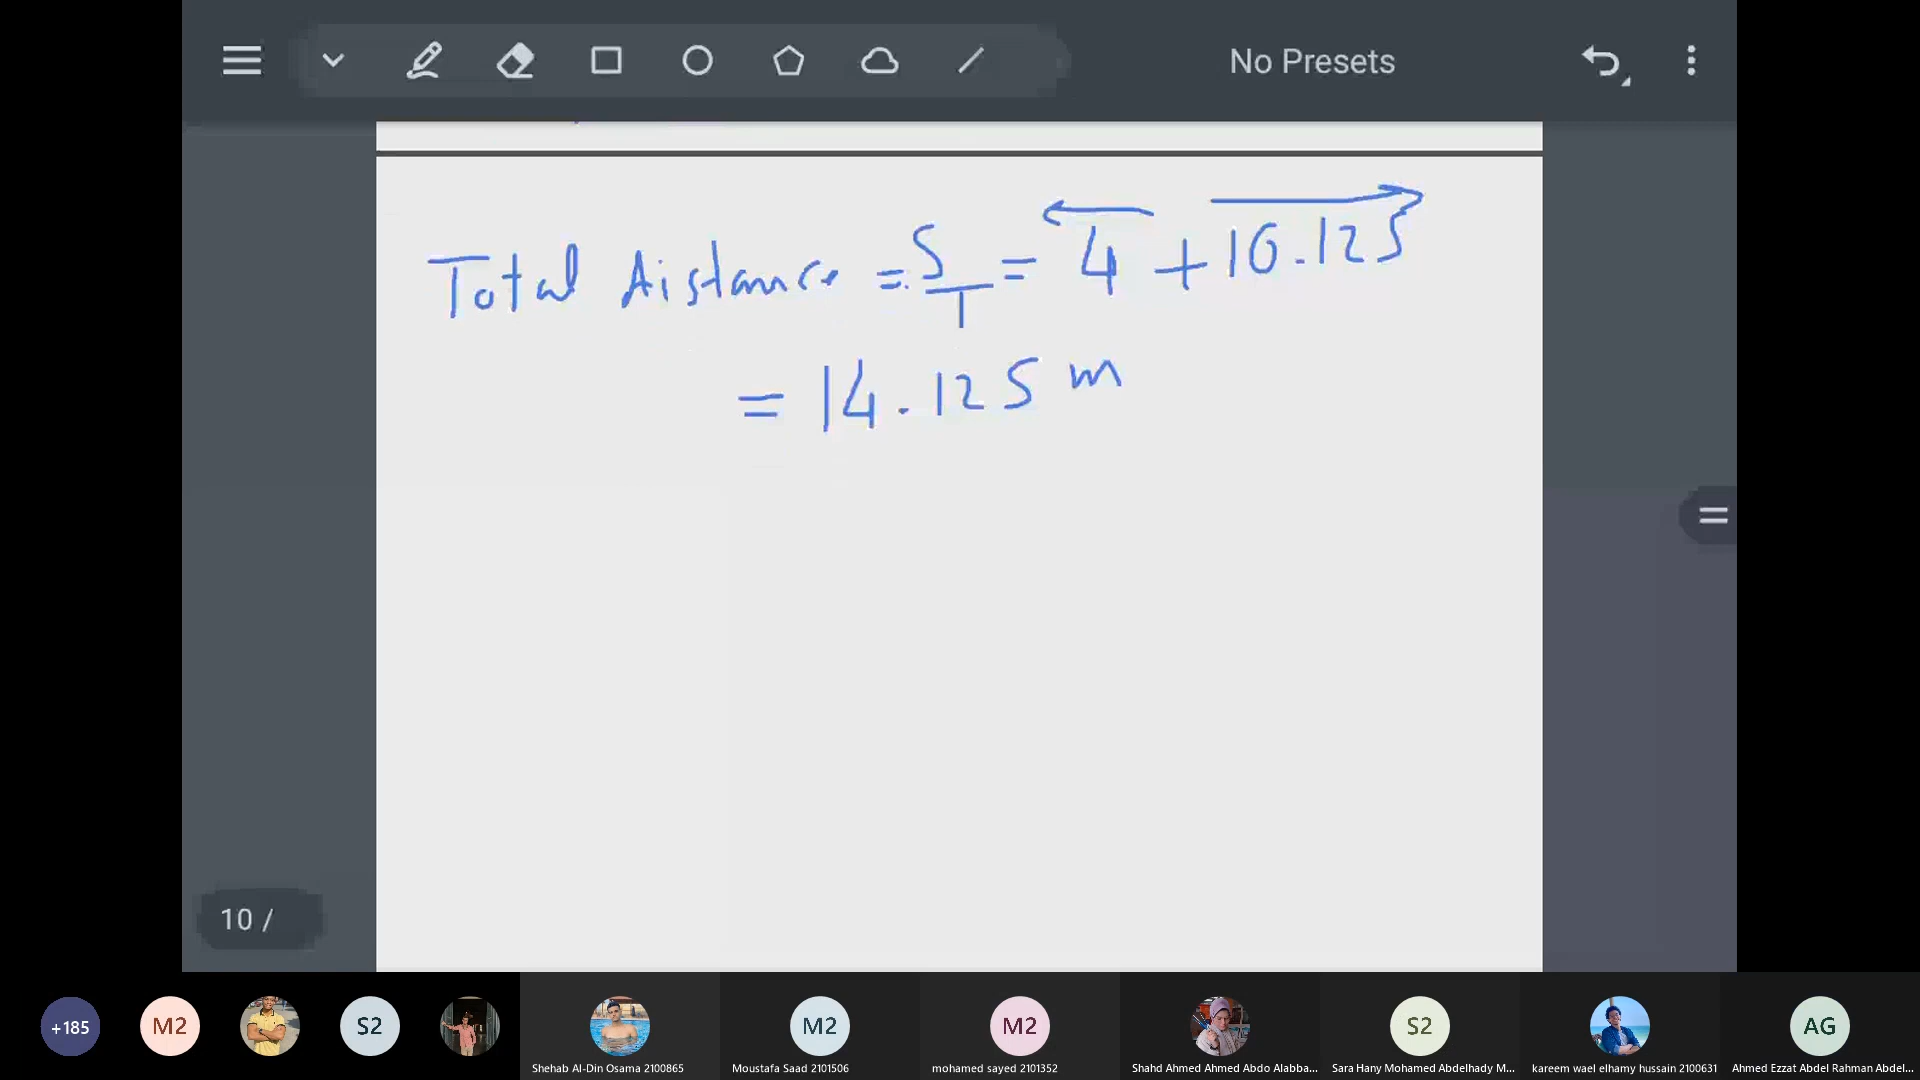 No Presets
Total distance = S_T = 4 + 10.125
= 14.125 m
10 /
+185
M2
S2
M2
M2
S2
AG
Shehab Al-Din Osama 2100865
Moustafa Saad 2101506
mohamed sayed 2101352
Shahd Ahmed Ahmed Abdo Alabba...
Sara Hany Mohamed Abdelhady M...
kareem wael elhamy hussain 2100631
Ahmed Ezzat Abdel Rahman Abdel...